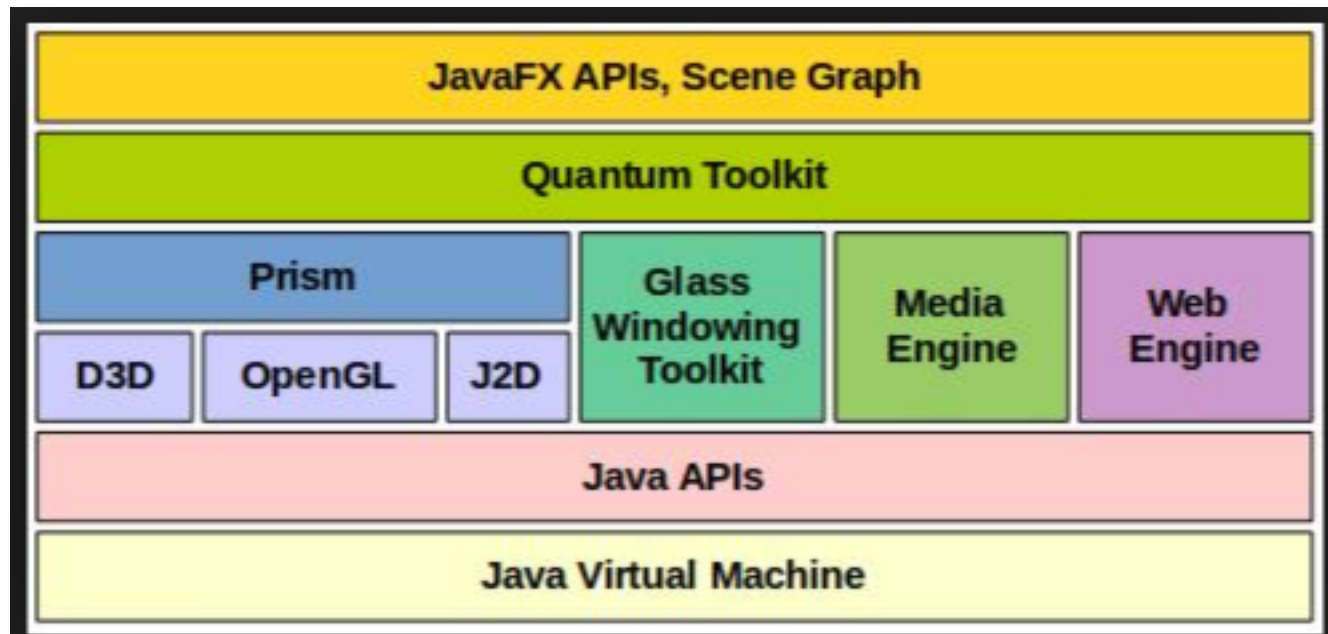 JavaFX APIs, Scene Graph
Quantum Toolkit
Prism
D3D
OpenGL
J2D
Glass
Windowing
Toolkit
Media
Engine
Web
Engine
Java APIs
Java Virtual Machine